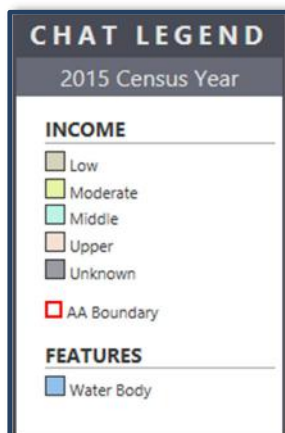 CHAT LEGEND
2015 Census Year
INCOME
Low
Moderate
Middle
Upper
Unknown
AA Boundary
FEATURES
Water Body